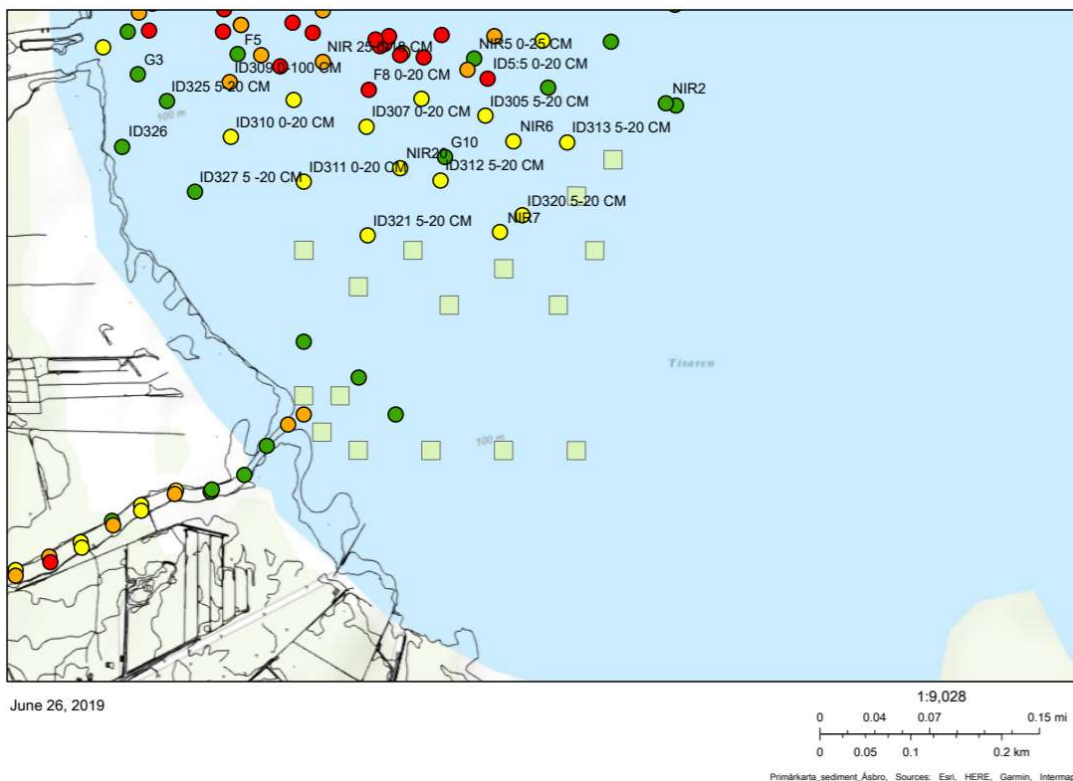 NIR 25-0-18 CM
F5
NIR5 0-25 CM
G3
ID309 0-100 CM
F8 0-20 CM
ID5:5 0-20 CM
ID325 5-20 CM
NIR2
100 m
ID307 0-20 CM
ID305 5-20 CM
ID310 0-20 CM
NIR6
ID313 5-20 CM
ID326
G10
NIR20
ID311 0-20 CM
ID312 5-20 CM
ID327 5 -20 CM
ID320 5-20 CM
ID321 5-20 CM
NIR7
Tisaren
100 m
June 26, 2019
1:9,028
0 0.04 0.07 0.15 mi
0 0.05 0.1 0.2 km
Primärkarta_sediment_Åsbro, Sources: Esri, HERE, Garmin, Intermap